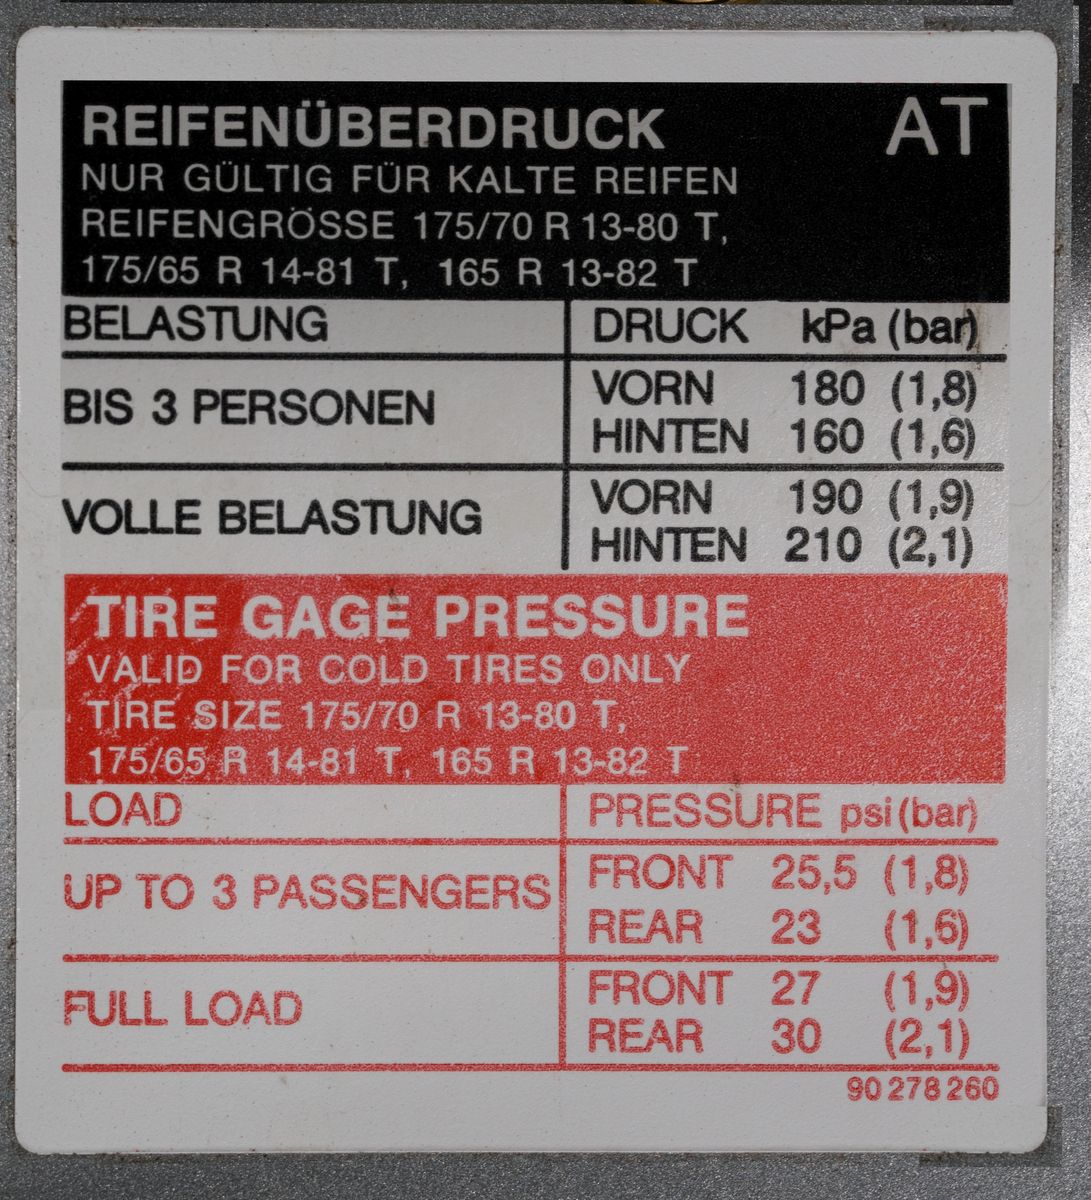 REIFENÜBERDRUCK AT
NUR GÜLTIG FÜR KALTE REIFEN
REIFENGRÖSSE 175/70 R 13-80 T,
175/65 R 14-81 T, 165 R 13-82 T
BELASTUNG DRUCK kPa (bar)
BIS 3 PERSONEN
VORN 180 (1,8)
HINTEN 160 (1,6)
VOLLE BELASTUNG
VORN 190 (1,9)
HINTEN 210 (2,1)
TIRE GAGE PRESSURE
VALID FOR COLD TIRES ONLY
TIRE SIZE 175/70 R 13-80 T,
175/65 R 14-81 T, 165 R 13-82 T
LOAD PRESSURE psi (bar)
UP TO 3 PASSENGERS
FRONT 25,5 (1,8)
REAR 23 (1,6)
FULL LOAD
FRONT 27 (1,9)
REAR 30 (2,1)
90 278 260